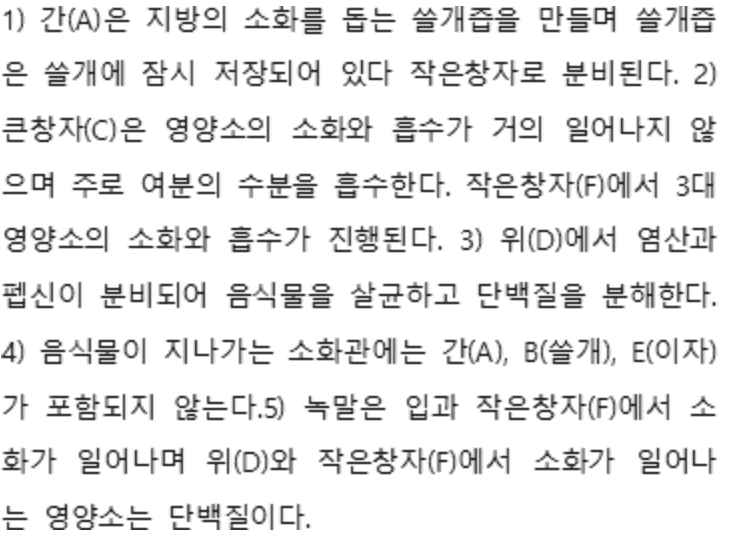 1) 간(A)은 지방의 소화를 돕는 쓸개즙을 만들며 쓸개즙
은 쓸개에 잠시 저장되어 있다 작은창자로 분비된다. 2)
큰창자(C)은 영양소의 소화와 흡수가 거의 일어나지 않
으며 주로 여분의 수분을 흡수한다. 작은창자(F)에서 3대
영양소의 소화와 흡수가 진행된다. 3) 위(D)에서 염산과
펩신이 분비되어 음식물을 살균하고 단백질을 분해한다.
4) 음식물이 지나가는 소화관에는 간(A), B(쓸개), E(이자)
가 포함되지 않는다.5) 녹말은 입과 작은창자(F)에서 소
화가 일어나며 위(D)와 작은창자(F)에서 소화가 일어나
는 영양소는 단백질이다.